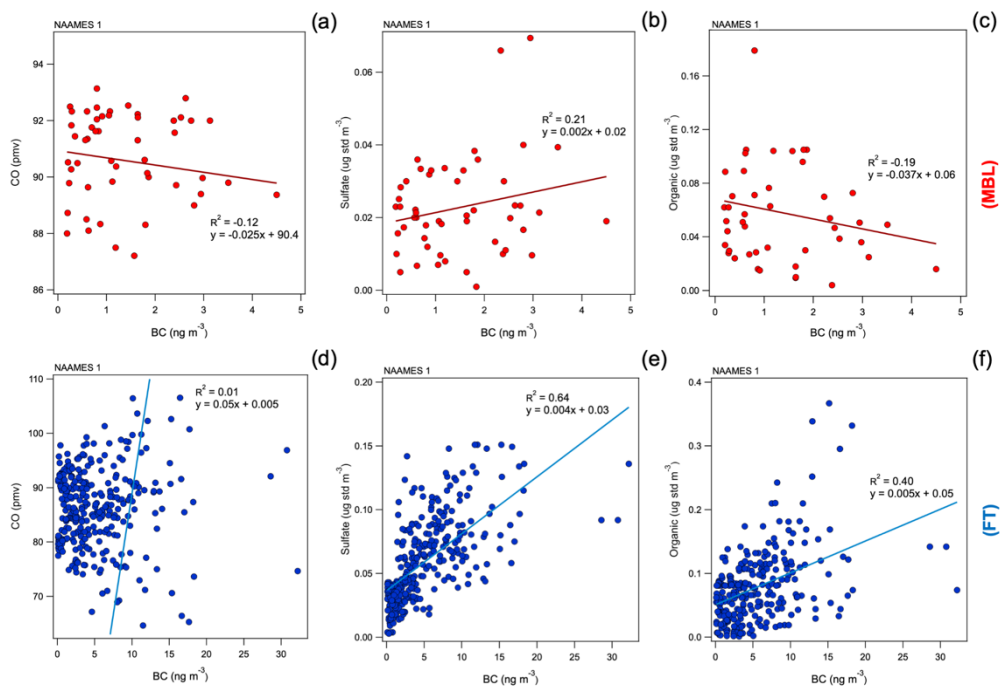 NAAMES 1
(a)
94
92
90
88
86
CO (pmv)
R² = -0.12
y = -0.025x + 90.4
0 1 2 3 4 5
BC (ng m⁻³)
NAAMES 1
(b)
0.06
0.04
0.02
0.00
Sulfate (ug std m⁻³)
R² = 0.21
y = 0.002x + 0.02
0 1 2 3 4 5
BC (ng m⁻³)
NAAMES 1
(c)
0.16
0.12
0.08
0.04
0.00
Organic (ug std m⁻³)
R² = -0.19
y = -0.037x + 0.06
0 1 2 3 4 5
BC (ng m⁻³)
(MBL)
NAAMES 1
(d)
110
100
90
80
70
CO (pmv)
R² = 0.01
y = 0.05x + 0.005
0 5 10 15 20 25 30
BC (ng m⁻³)
NAAMES 1
(e)
0.20
0.15
0.10
0.05
0.00
Sulfate (ug std m⁻³)
R² = 0.64
y = 0.004x + 0.03
0 5 10 15 20 25 30
BC (ng m⁻³)
NAAMES 1
(f)
0.4
0.3
0.2
0.1
0.0
Organic (ug std m⁻³)
R² = 0.40
y = 0.005x + 0.05
0 5 10 15 20 25 30
BC (ng m⁻³)
(FT)